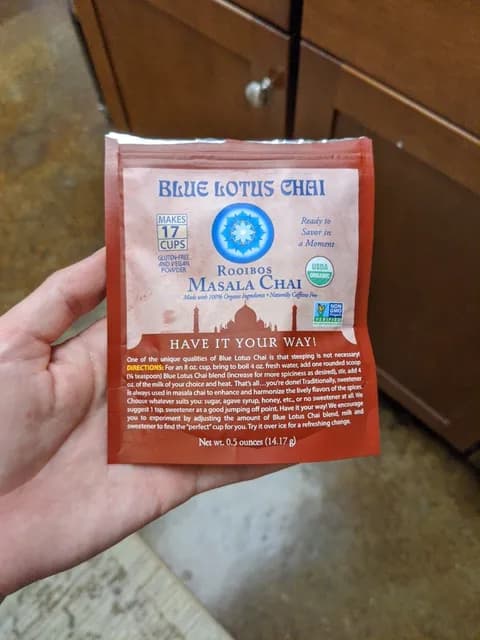 BLUE LOTUS CHAI
MAKES
17
CUPS
GLUTEN-FREE
AND VEGAN
POWDER
Ready to
Savor in
a Moment
ROOIBOS
MASALA CHAI
Made with 100% Organic Ingredients • Naturally Caffeine Free
USDA
ORGANIC
NON
GMO
VERIFIED
HAVE IT YOUR WAY!
One of the unique qualities of Blue Lotus Chai is that steeping is not necessary!
DIRECTIONS: For an 8 oz. cup, bring to boil 4 oz. fresh water, add one rounded scoop
(⅛ teaspoon) Blue Lotus Chai blend (increase for more spiciness as desired), stir, add 4
oz. of the milk of your choice and heat. That's all...you're done! Traditionally, sweetener
is always used in masala chai to enhance and harmonize the lively flavors of the spices.
Choose whatever suits your sugar, agave syrup, honey, etc., or no sweetener at all. We
suggest 1 tsp. sweetener as a good jumping off point. Have it your way! We encourage
you to experiment by adjusting the amount of Blue Lotus Chai blend, milk and
sweetener to find the "perfect" cup for you. Try it over ice for a refreshing change.
Net wt. 0.5 ounces (14.17 g)